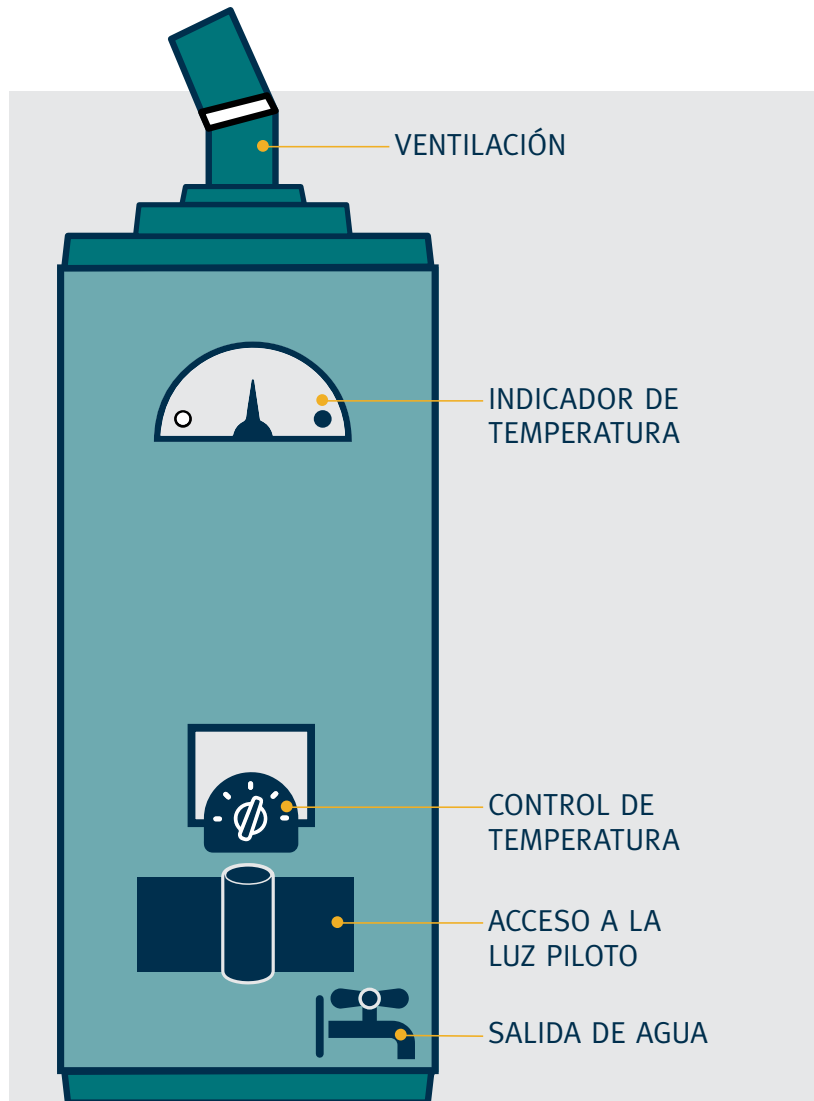 VENTILACIÓN
INDICADOR DE
TEMPERATURA
CONTROL DE
TEMPERATURA
ACCESO A LA
LUZ PILOTO
SALIDA DE AGUA